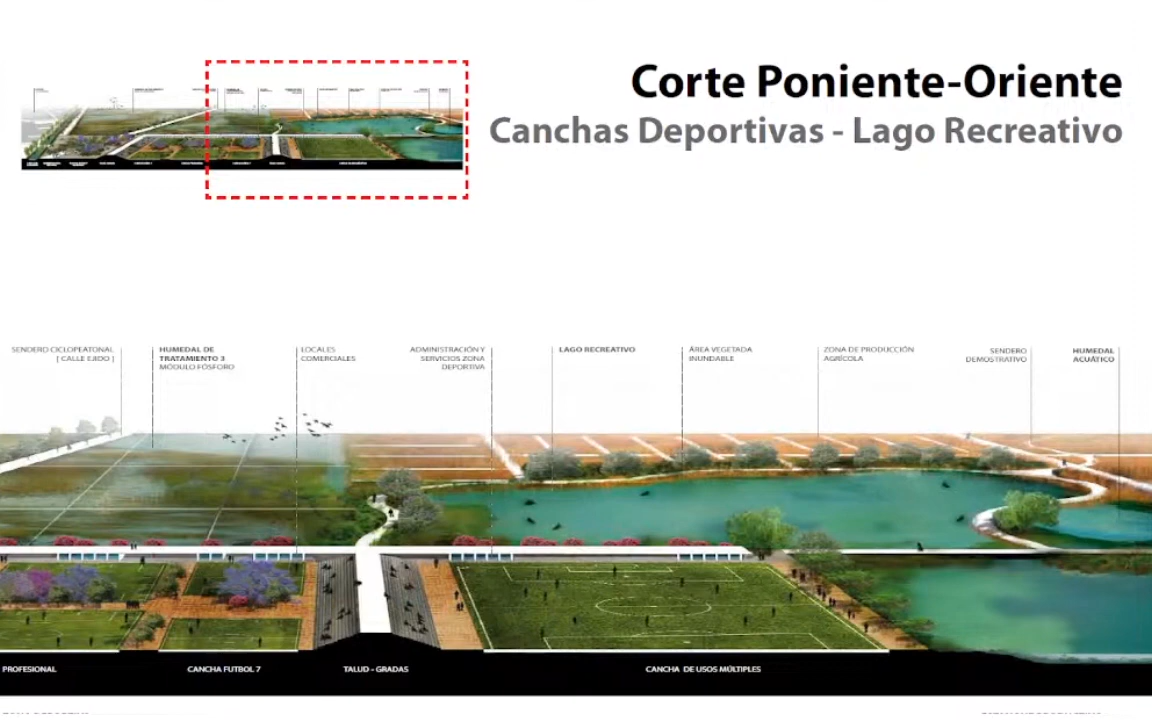 Corte Poniente-Oriente
Canchas Deportivas - Lago Recreativo
SENDERO CICLOPEATONAL
[ CALLE EJIDO ]
HUMEDAL DE
TRATAMIENTO 3
MÓDULO FÓSFORO
LOCALES
COMERCIALES
ADMINISTRACIÓN Y
SERVICIOS ZONA
DEPORTIVA
LAGO RECREATIVO
ÁREA VEGETADA
INUNDABLE
ZONA DE PRODUCCIÓN
AGRÍCOLA
SENDERO
DEMOSTRATIVO
HUMEDAL
ACUÁTICO
PROFESIONAL
CANCHA FUTBOL 7
TALUD - GRADAS
CANCHA DE USOS MÚLTIPLES